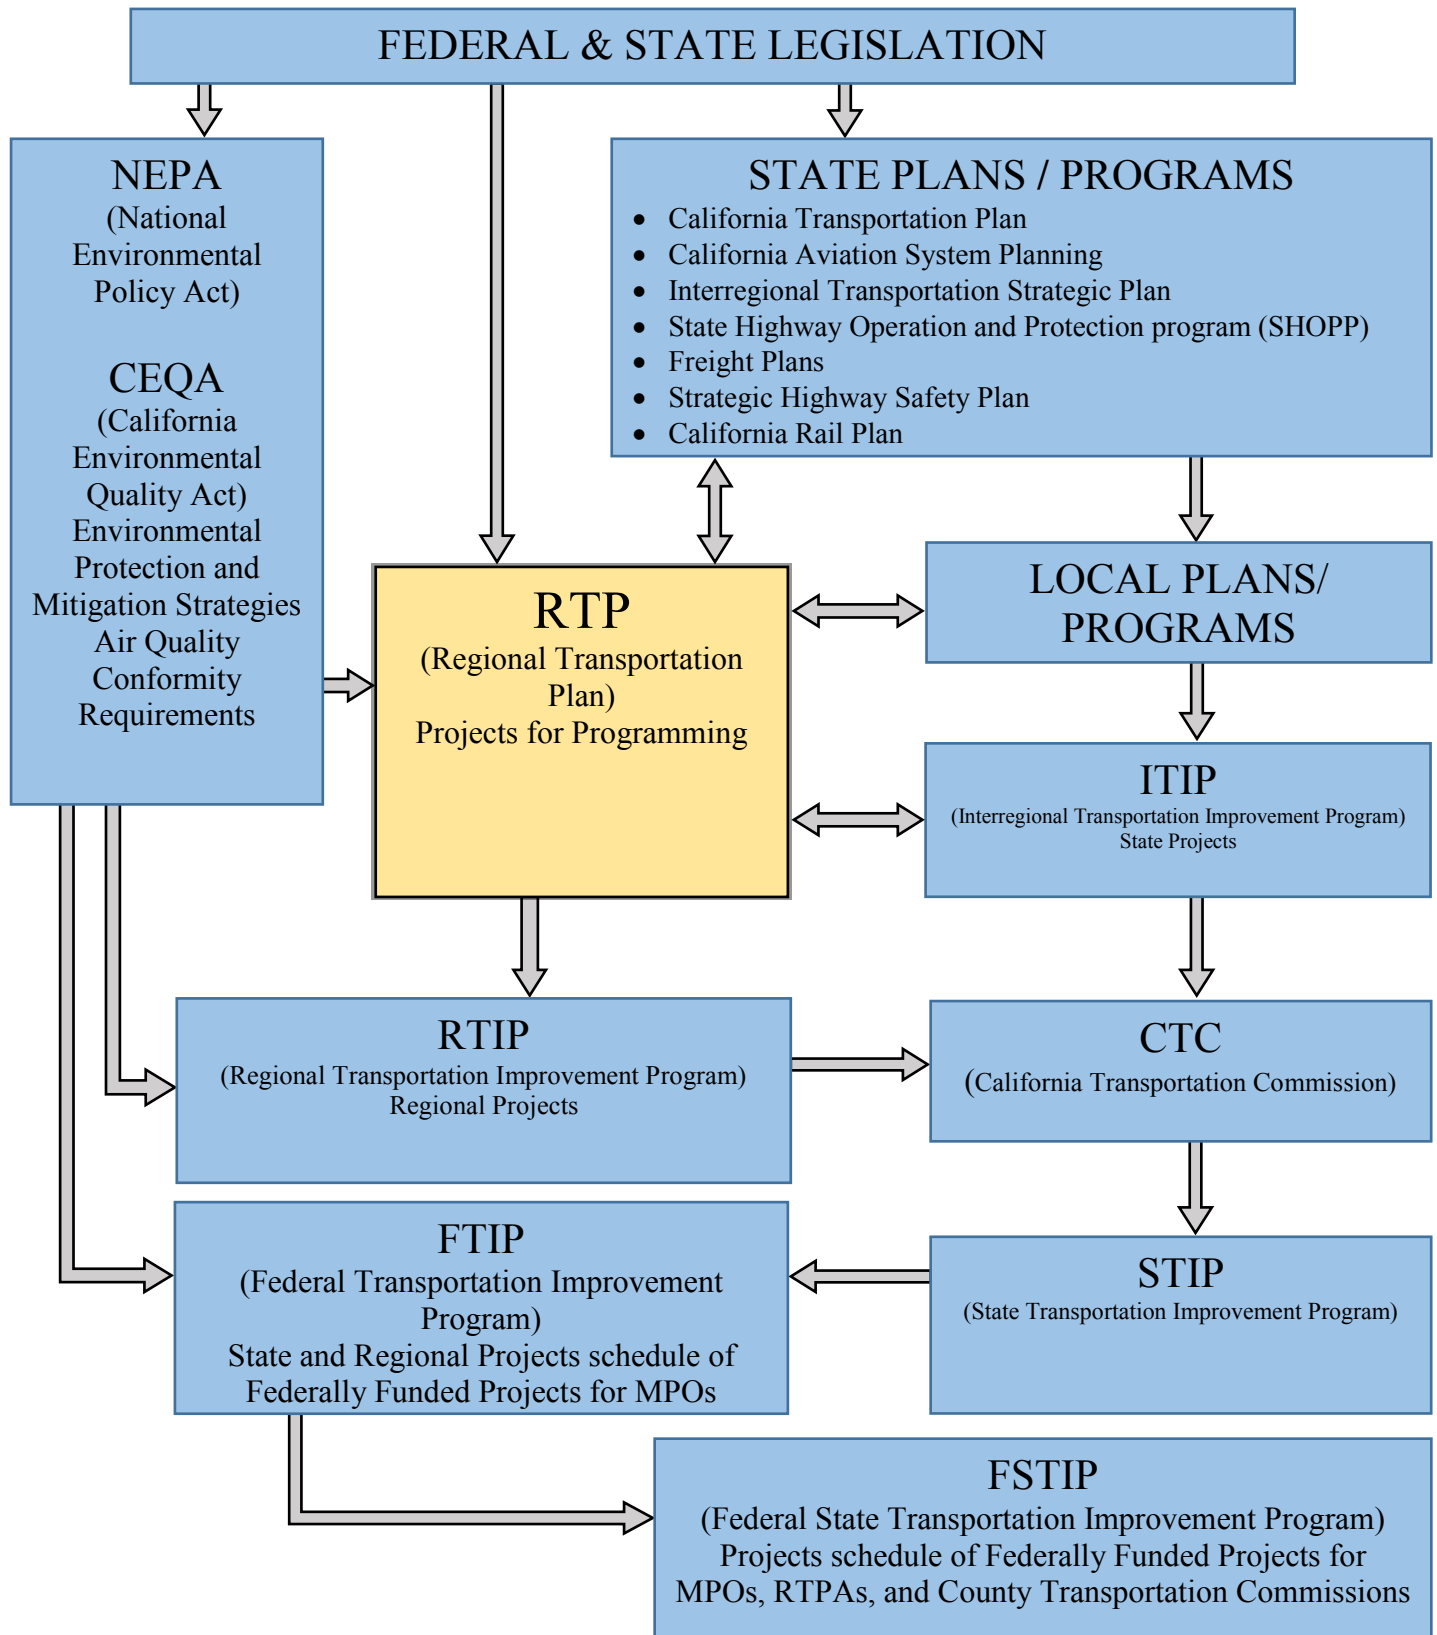 FEDERAL & STATE LEGISLATION
NEPA
(National
Environmental
Policy Act)
CEQA
(California
Environmental
Quality Act)
Environmental
Protection and
Mitigation Strategies
Air Quality
Conformity
Requirements
STATE PLANS / PROGRAMS
• California Transportation Plan
• California Aviation System Planning
• Interregional Transportation Strategic Plan
• State Highway Operation and Protection program (SHOPP)
• Freight Plans
• Strategic Highway Safety Plan
• California Rail Plan
RTP
(Regional Transportation
Plan)
Projects for Programming
LOCAL PLANS/
PROGRAMS
ITIP
(Interregional Transportation Improvement Program)
State Projects
RTIP
(Regional Transportation Improvement Program)
Regional Projects
CTC
(California Transportation Commission)
FTIP
(Federal Transportation Improvement
Program)
State and Regional Projects schedule of
Federally Funded Projects for MPOs
STIP
(State Transportation Improvement Program)
FSTIP
(Federal State Transportation Improvement Program)
Projects schedule of Federally Funded Projects for
MPOs, RTPAs, and County Transportation Commissions